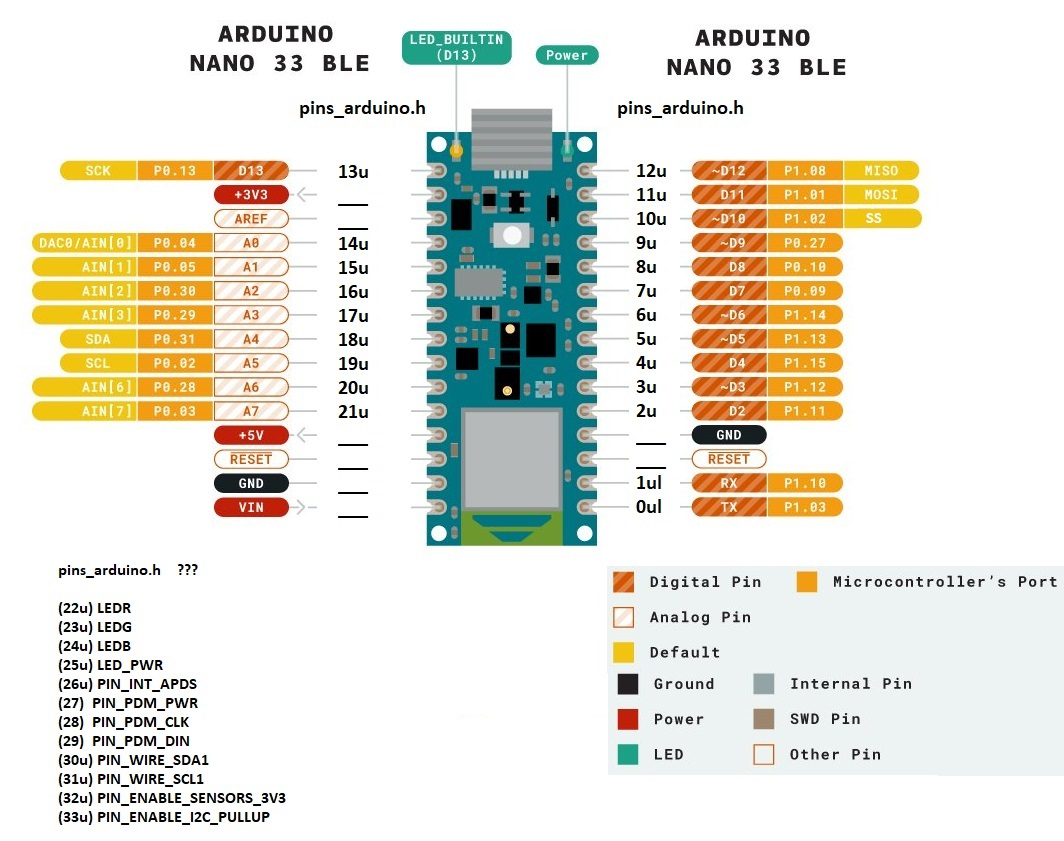 ARDUINO
NANO 33 BLE
LED_BUILTIN
(D13)
Power
ARDUINO
NANO 33 BLE
pins_arduino.h
pins_arduino.h
SCK P0.13 D13 13u
+3V3 __
AREF __
DAC0/AIN[0] P0.04 A0 14u
AIN[1] P0.05 A1 15u
AIN[2] P0.30 A2 16u
AIN[3] P0.29 A3 17u
SDA P0.31 A4 18u
SCL P0.02 A5 19u
AIN[6] P0.28 A6 20u
AIN[7] P0.03 A7 21u
+5V __
RESET __
GND __
VIN __
12u ~D12 P1.08 MISO
11u D11 P1.01 MOSI
10u ~D10 P1.02 SS
9u ~D9 P0.27
8u D8 P0.10
7u D7 P0.09
6u ~D6 P1.14
5u ~D5 P1.13
4u D4 P1.15
3u ~D3 P1.12
2u D2 P1.11
__ GND
__ RESET
1ul RX P1.10
0ul TX P1.03
pins_arduino.h ???
(22u) LEDR
(23u) LEDG
(24u) LEDB
(25u) LED_PWR
(26u) PIN_INT_APDS
(27) PIN_PDM_PWR
(28) PIN_PDM_CLK
(29) PIN_PDM_DIN
(30u) PIN_WIRE_SDA1
(31u) PIN_WIRE_SCL1
(32u) PIN_ENABLE_SENSORS_3V3
(33u) PIN_ENABLE_I2C_PULLUP
Digital Pin Microcontroller's Port
Analog Pin
Default
Ground Internal Pin
Power SWD Pin
LED Other Pin